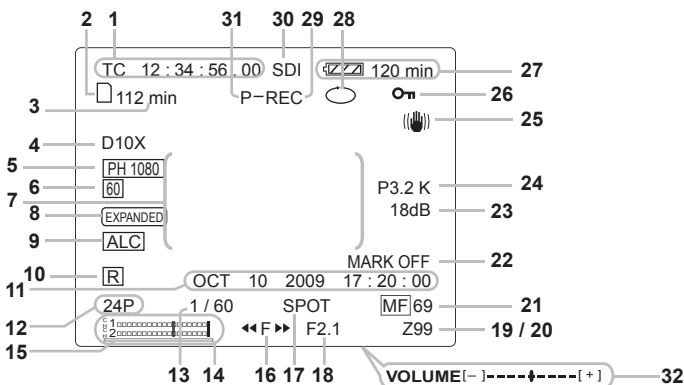 2 1 31 30 29 28
TC 12 : 34 : 56 . 00 SDI 120 min 27
112 min P-REC 26
3 25
4 D10X
5 PH 1080
6 60 P3.2 K 24
7 18dB 23
8 EXPANDED
9 ALC
MARK OFF 22
10 R
11 OCT 10 2009 17 : 20 : 00
24P 1 / 60 SPOT MF 69 21
12 1
2 F F2.1 Z99 19 / 20
15 13 14 16 17 18 VOLUME [ – ] ---- ---- [ + ] 32